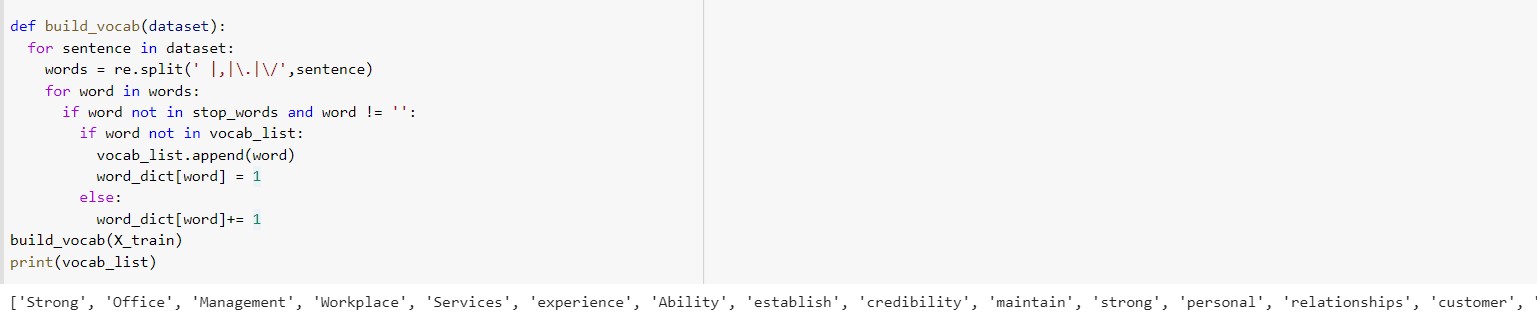 def build_vocab(dataset):
  for sentence in dataset:
    words = re.split(' |,|\.|\/',sentence)
    for word in words:
      if word not in stop_words and word != '':
        if word not in vocab_list:
          vocab_list.append(word)
          word_dict[word] = 1
        else:
          word_dict[word]+= 1
build_vocab(X_train)
print(vocab_list)
['Strong', 'Office', 'Management', 'Workplace', 'Services', 'experience', 'Ability', 'establish', 'credibility', 'maintain', 'strong', 'personal', 'relationships', 'customer', '